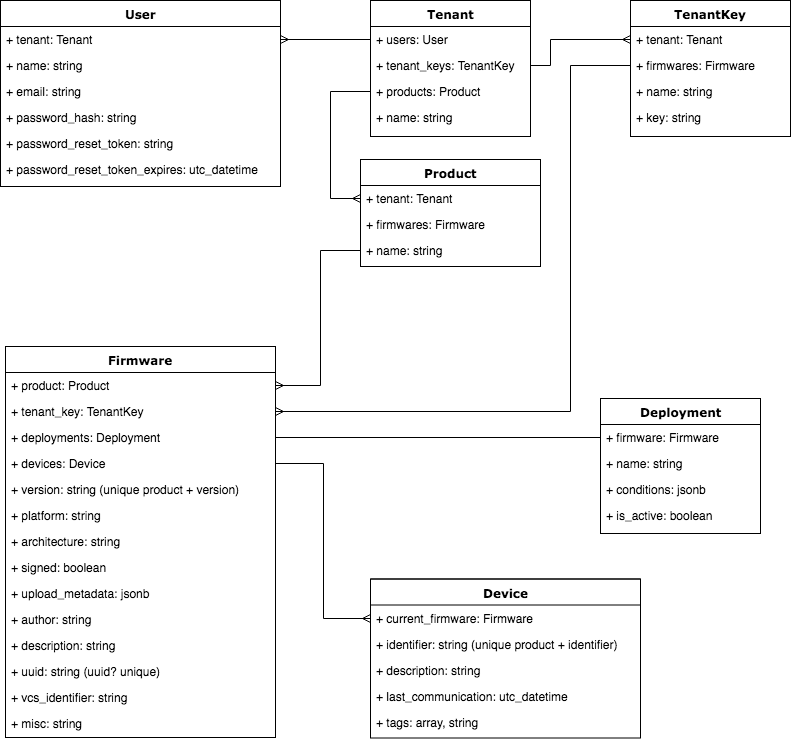 User
+ tenant: Tenant
+ name: string
+ email: string
+ password_hash: string
+ password_reset_token: string
+ password_reset_token_expires: utc_datetime
Tenant
+ users: User
+ tenant_keys: TenantKey
+ products: Product
+ name: string
TenantKey
+ tenant: Tenant
+ firmwares: Firmware
+ name: string
+ key: string
Product
+ tenant: Tenant
+ firmwares: Firmware
+ name: string
Firmware
+ product: Product
+ tenant_key: TenantKey
+ deployments: Deployment
+ devices: Device
+ version: string (unique product + version)
+ platform: string
+ architecture: string
+ signed: boolean
+ upload_metadata: jsonb
+ author: string
+ description: string
+ uuid: string (uuid? unique)
+ vcs_identifier: string
+ misc: string
Deployment
+ firmware: Firmware
+ name: string
+ conditions: jsonb
+ is_active: boolean
Device
+ current_firmware: Firmware
+ identifier: string (unique product + identifier)
+ description: string
+ last_communication: utc_datetime
+ tags: array, string